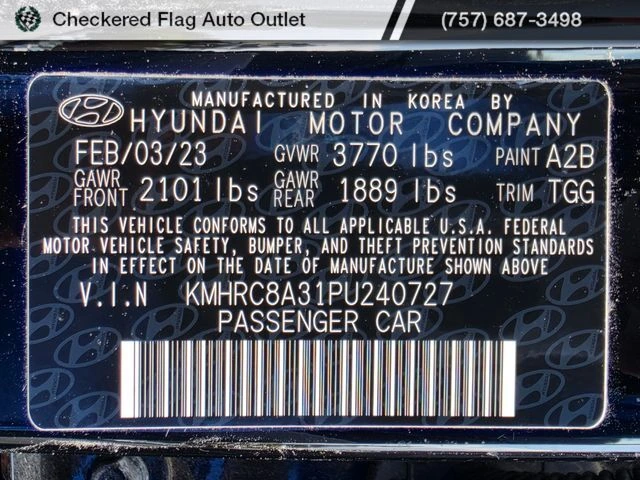 Checkered Flag Auto Outlet (757) 687-3498
MANUFACTURED IN KOREA BY
HYUNDAI MOTOR COMPANY
FEB/03/23 GVWR 3770 lbs PAINT A2B
GAWR FRONT 2101 lbs GAWR REAR 1889 lbs TRIM TGG
THIS VEHICLE CONFORMS TO ALL APPLICABLE U.S.A. FEDERAL
MOTOR VEHICLE SAFETY, BUMPER, AND THEFT PREVENTION STANDARDS
IN EFFECT ON THE DATE OF MANUFACTURE SHOWN ABOVE
V.I.N KMHRC8A31PU240727
PASSENGER CAR